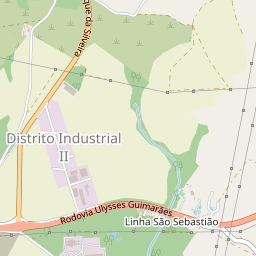 que da Silveira
Distrito Industrial
II
Rodovia Ulysses Guimarães
Linha São Sebastião